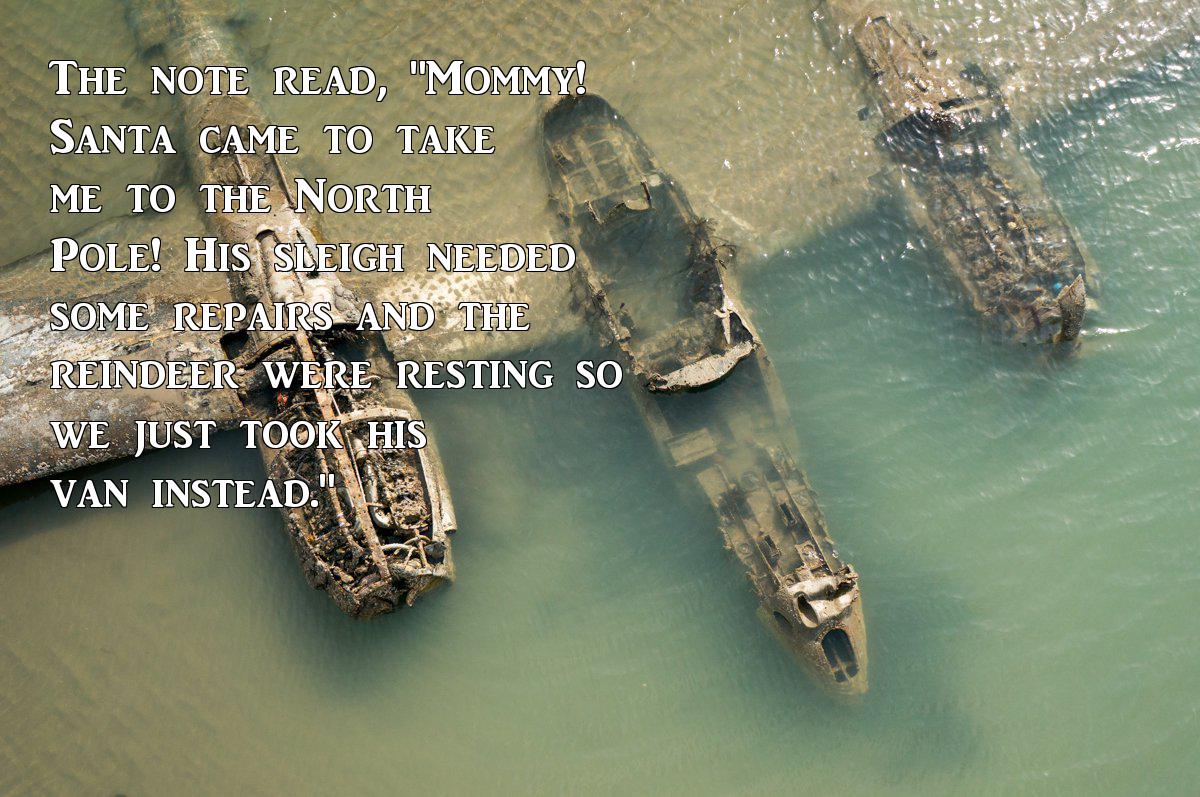 The note read, "Mommy!
Santa came to take
me to the North
Pole! His sleigh needed
some repairs and the
reindeer were resting so
we just took his
van instead."